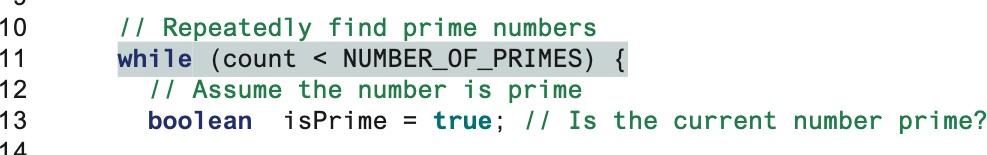 10 // Repeatedly find prime numbers
11 while (count < NUMBER_OF_PRIMES) {
12 // Assume the number is prime
13 boolean isPrime = true; // Is the current number prime?